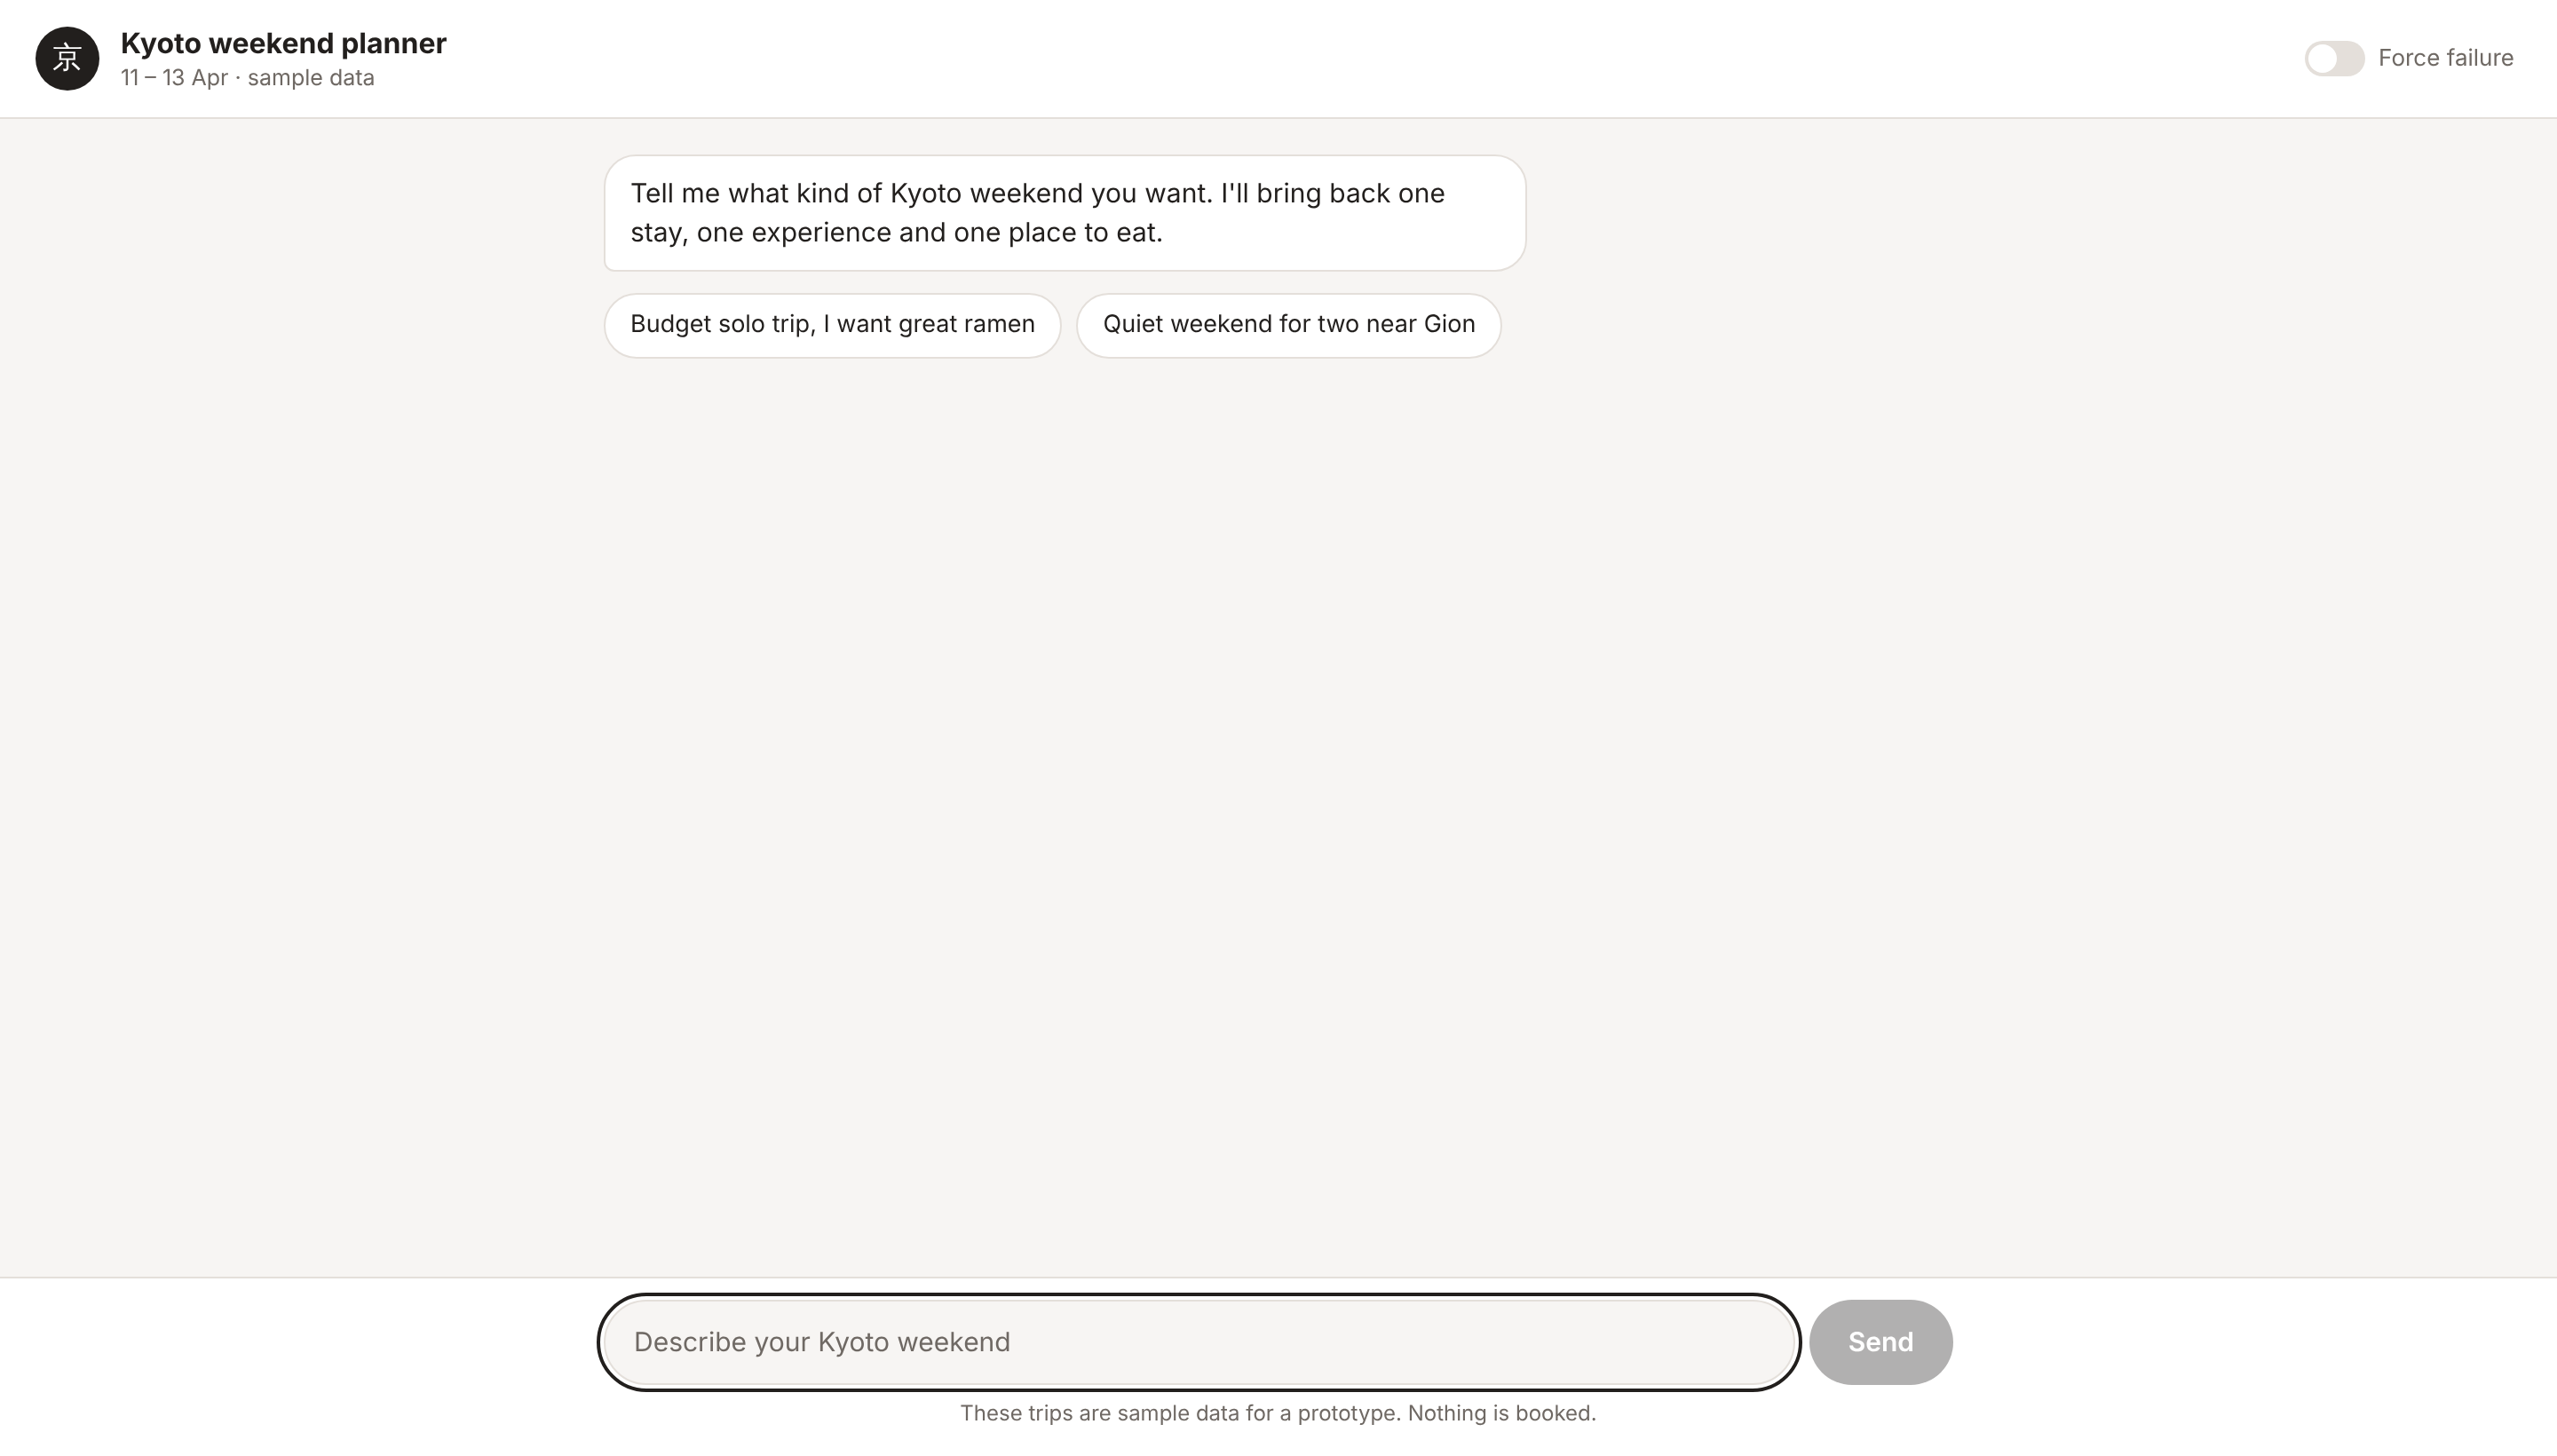 京
Kyoto weekend planner
11 – 13 Apr · sample data
Force failure
Tell me what kind of Kyoto weekend you want. I'll bring back one
stay, one experience and one place to eat.
Budget solo trip, I want great ramen
Quiet weekend for two near Gion
Describe your Kyoto weekend
Send
These trips are sample data for a prototype. Nothing is booked.